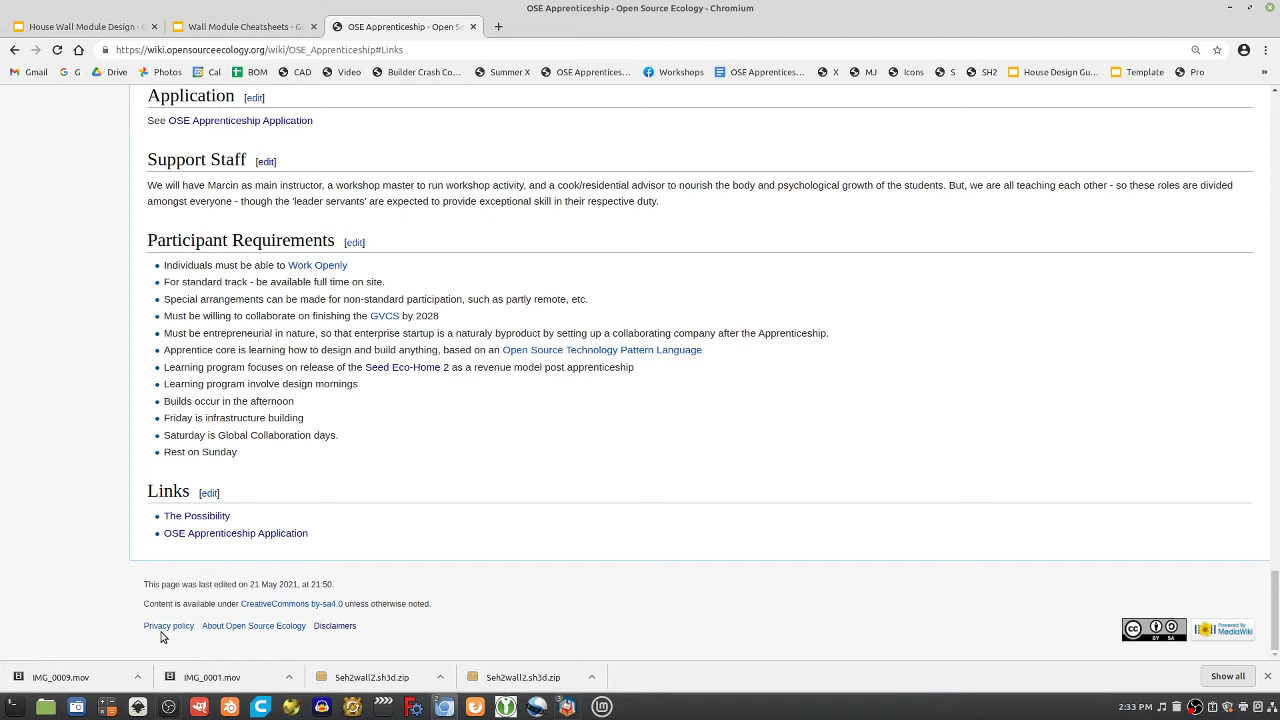 OSE Apprenticeship - Open Source Ecology - Chromium
House Wall Module Design - G
Wall Module Cheatsheets - Go
OSE Apprenticeship - Open So
https://wiki.opensourceecology.org/wiki/OSE_Apprenticeship#Links
Gmail G Drive Photos Cal BOM CAD Video Builder Crash Co... Summer X OSE Apprentices... Workshops OSE Apprentices... X MJ Icons S SH2 House Design Gu... Template Pro »
Application [edit]
See OSE Apprenticeship Application
Support Staff [edit]
We will have Marcin as main instructor, a workshop master to run workshop activity, and a cook/residential advisor to nourish the body and psychological growth of the students. But, we are all teaching each other - so these roles are divided
amongst everyone - though the 'leader servants' are expected to provide exceptional skill in their respective duty.
Participant Requirements [edit]
Individuals must be able to Work Openly
For standard track - be available full time on site.
Special arrangements can be made for non-standard participation, such as partly remote, etc.
Must be willing to collaborate on finishing the GVCS by 2028
Must be entrepreneurial in nature, so that enterprise startup is a naturaly byproduct by setting up a collaborating company after the Apprenticeship.
Apprentice core is learning how to design and build anything, based on an Open Source Technology Pattern Language
Learning program focuses on release of the Seed Eco-Home 2 as a revenue model post apprenticeship
Learning program involve design mornings
Builds occur in the afternoon
Friday is infrastructure building
Saturday is Global Collaboration days.
Rest on Sunday
Links [edit]
The Possibility
OSE Apprenticeship Application
This page was last edited on 21 May 2021, at 21:50.
Content is available under CreativeCommons by-sa4.0 unless otherwise noted.
Privacy policy About Open Source Ecology Disclaimers
CC BY SA
Powered By MediaWiki
IMG_0009.mov IMG_0001.mov Seh2wall2.sh3d.zip Seh2wall2.sh3d.zip Show all
2:33 PM